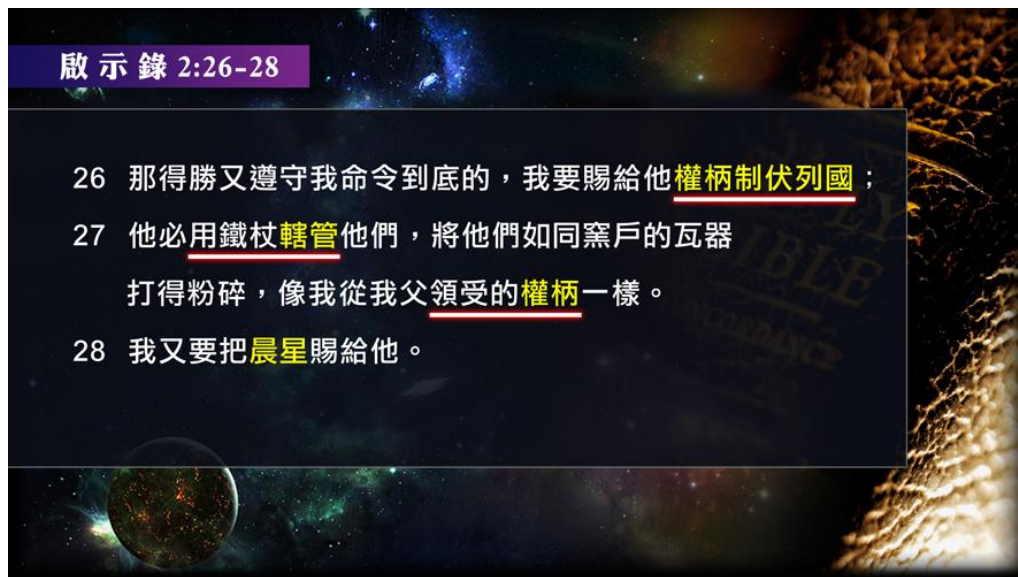 啟示錄 2:26-28
26 那得勝又遵守我命令到底的，我要賜給他權柄制伏列國；
27 他必用鐵杖轄管他們，將他們如同窯戶的瓦器
打得粉碎，像我從我父領受的權柄一樣。
28 我又要把晨星賜給他。